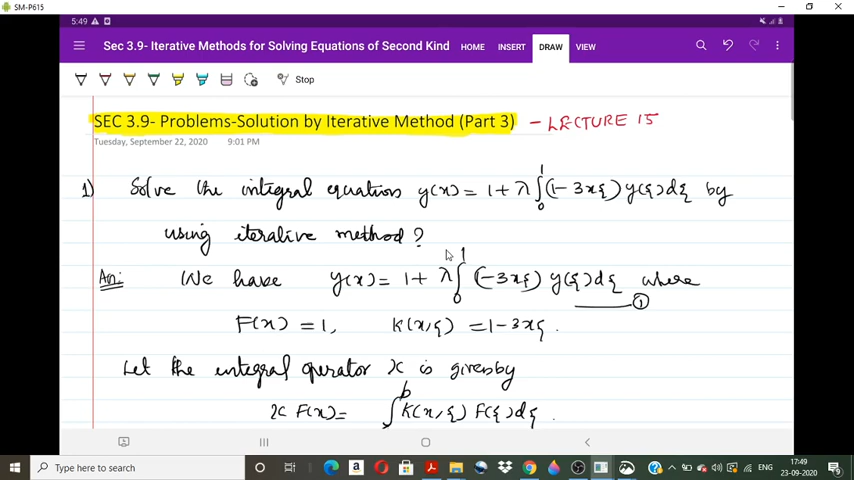 SM-P615
5:49
Sec 3.9- Iterative Methods for Solving Equations of Second Kind HOME INSERT DRAW VIEW
Stop
SEC 3.9- Problems-Solution by Iterative Method (Part 3) - LECTURE 15
Tuesday, September 22, 2020 9:01 PM
1) Solve the integral equation y(x) = 1 + λ ∫₀¹ (1 - 3xξ) y(ξ) dξ by
using iterative method?
An: We have y(x) = 1 + λ ∫₀¹ (-3xξ) y(ξ) dξ where
①
F(x) = 1, K(x,ξ) = 1 - 3xξ.
Let the integral operator K is given by
K F(x) = ∫ᵇ K(x,ξ) F(ξ) dξ.
Type here to search
ENG
17:49
23-09-2020